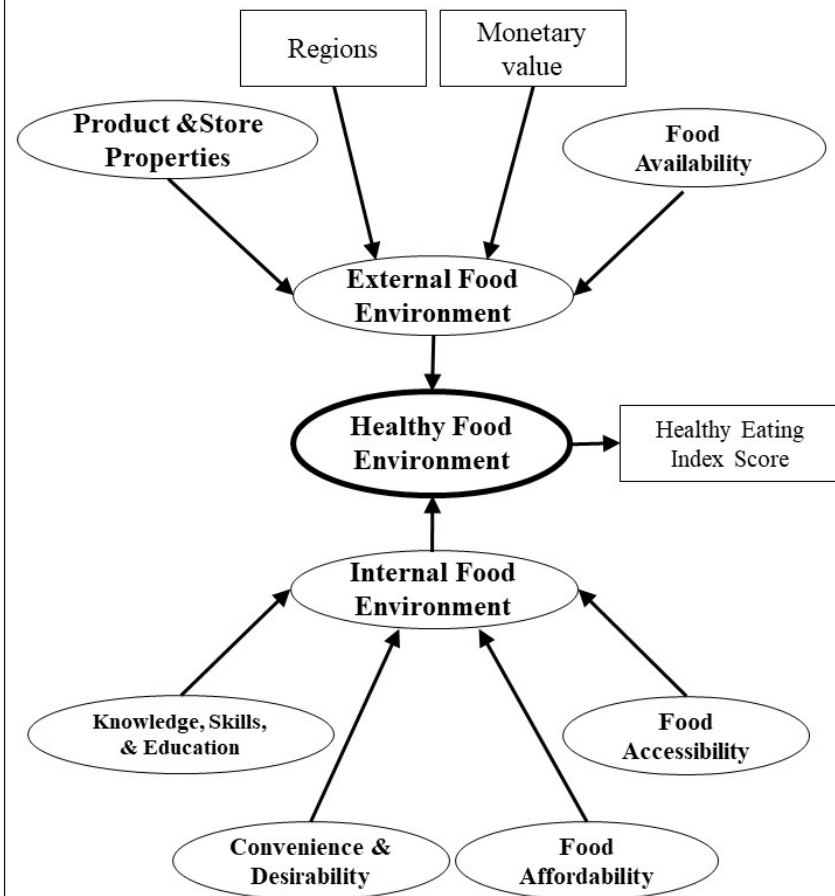 Regions
Monetary
value
Product &Store
Properties
Food
Availability
External Food
Environment
Healthy Food
Environment
Healthy Eating
Index Score
Internal Food
Environment
Knowledge, Skills,
& Education
Food
Accessibility
Convenience &
Desirability
Food
Affordability